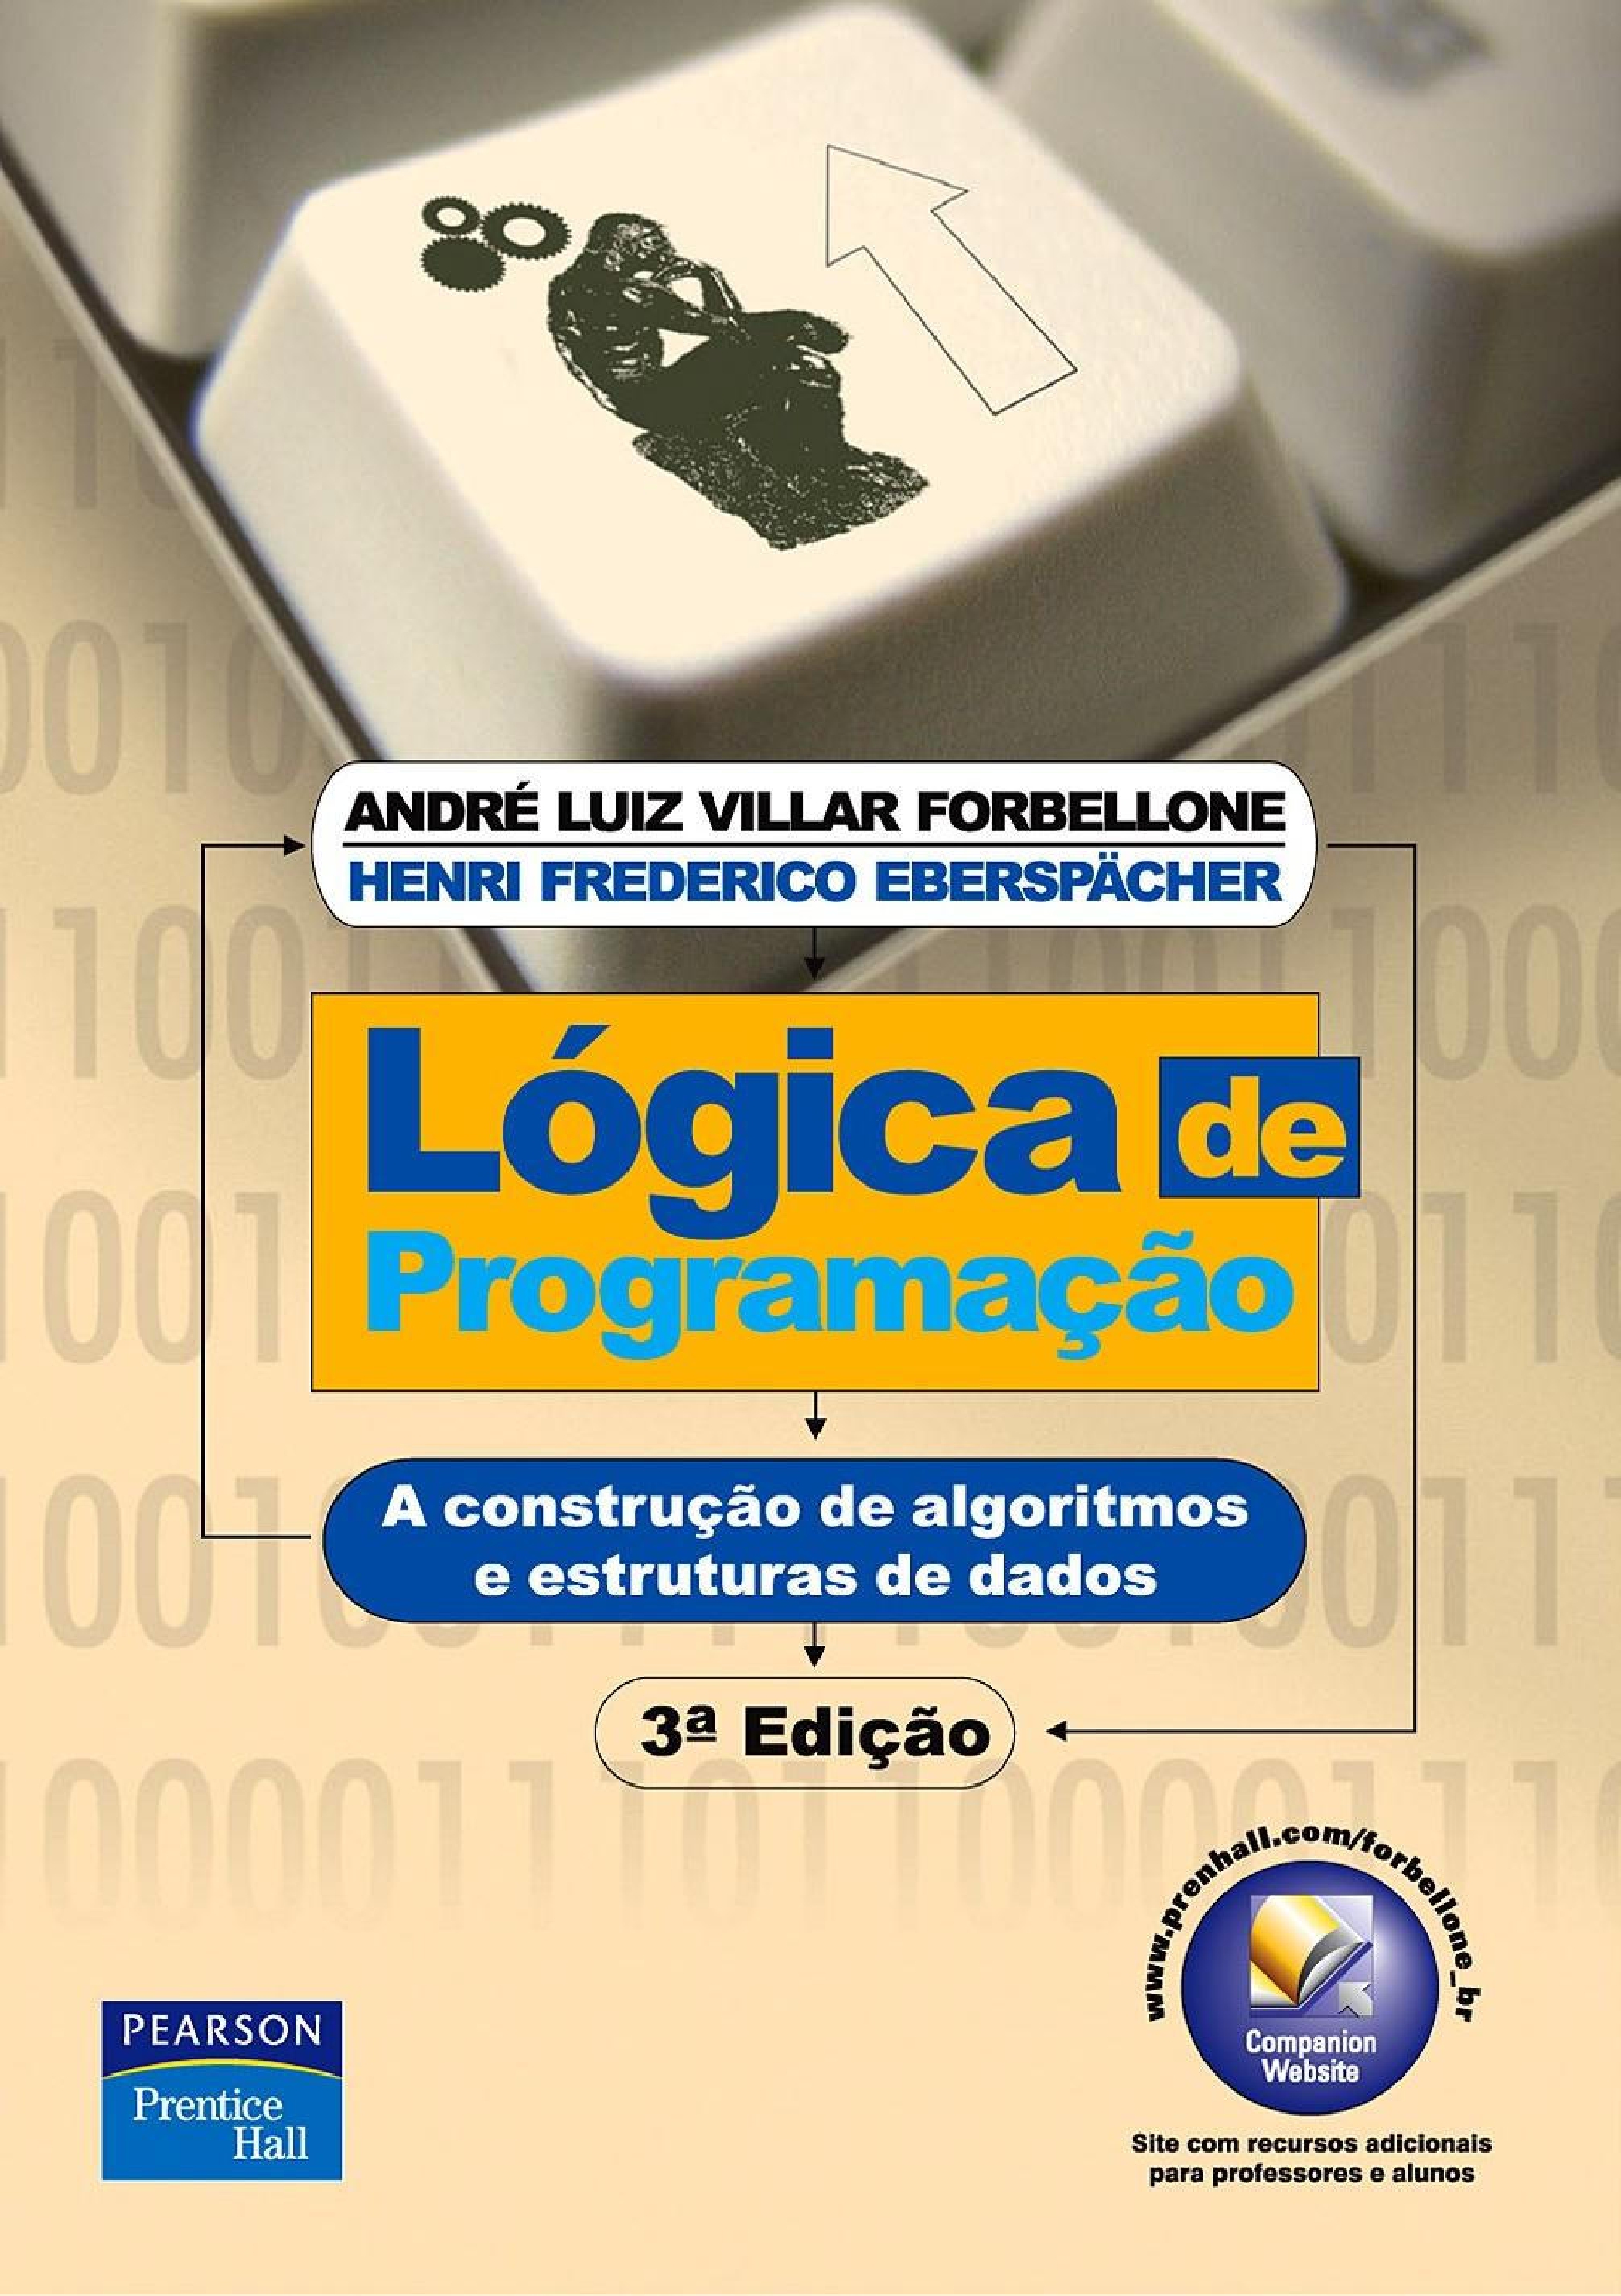 ANDRÉ LUIZ VILLAR FORBELLONE
HENRI FREDERICO EBERSPÄCHER
Lógica de
Programação
A construção de algoritmos
e estruturas de dados
3ª Edição
www.prenhall.com/forbellone_br
Companion
Website
Site com recursos adicionais
para professores e alunos
PEARSON
Prentice
Hall